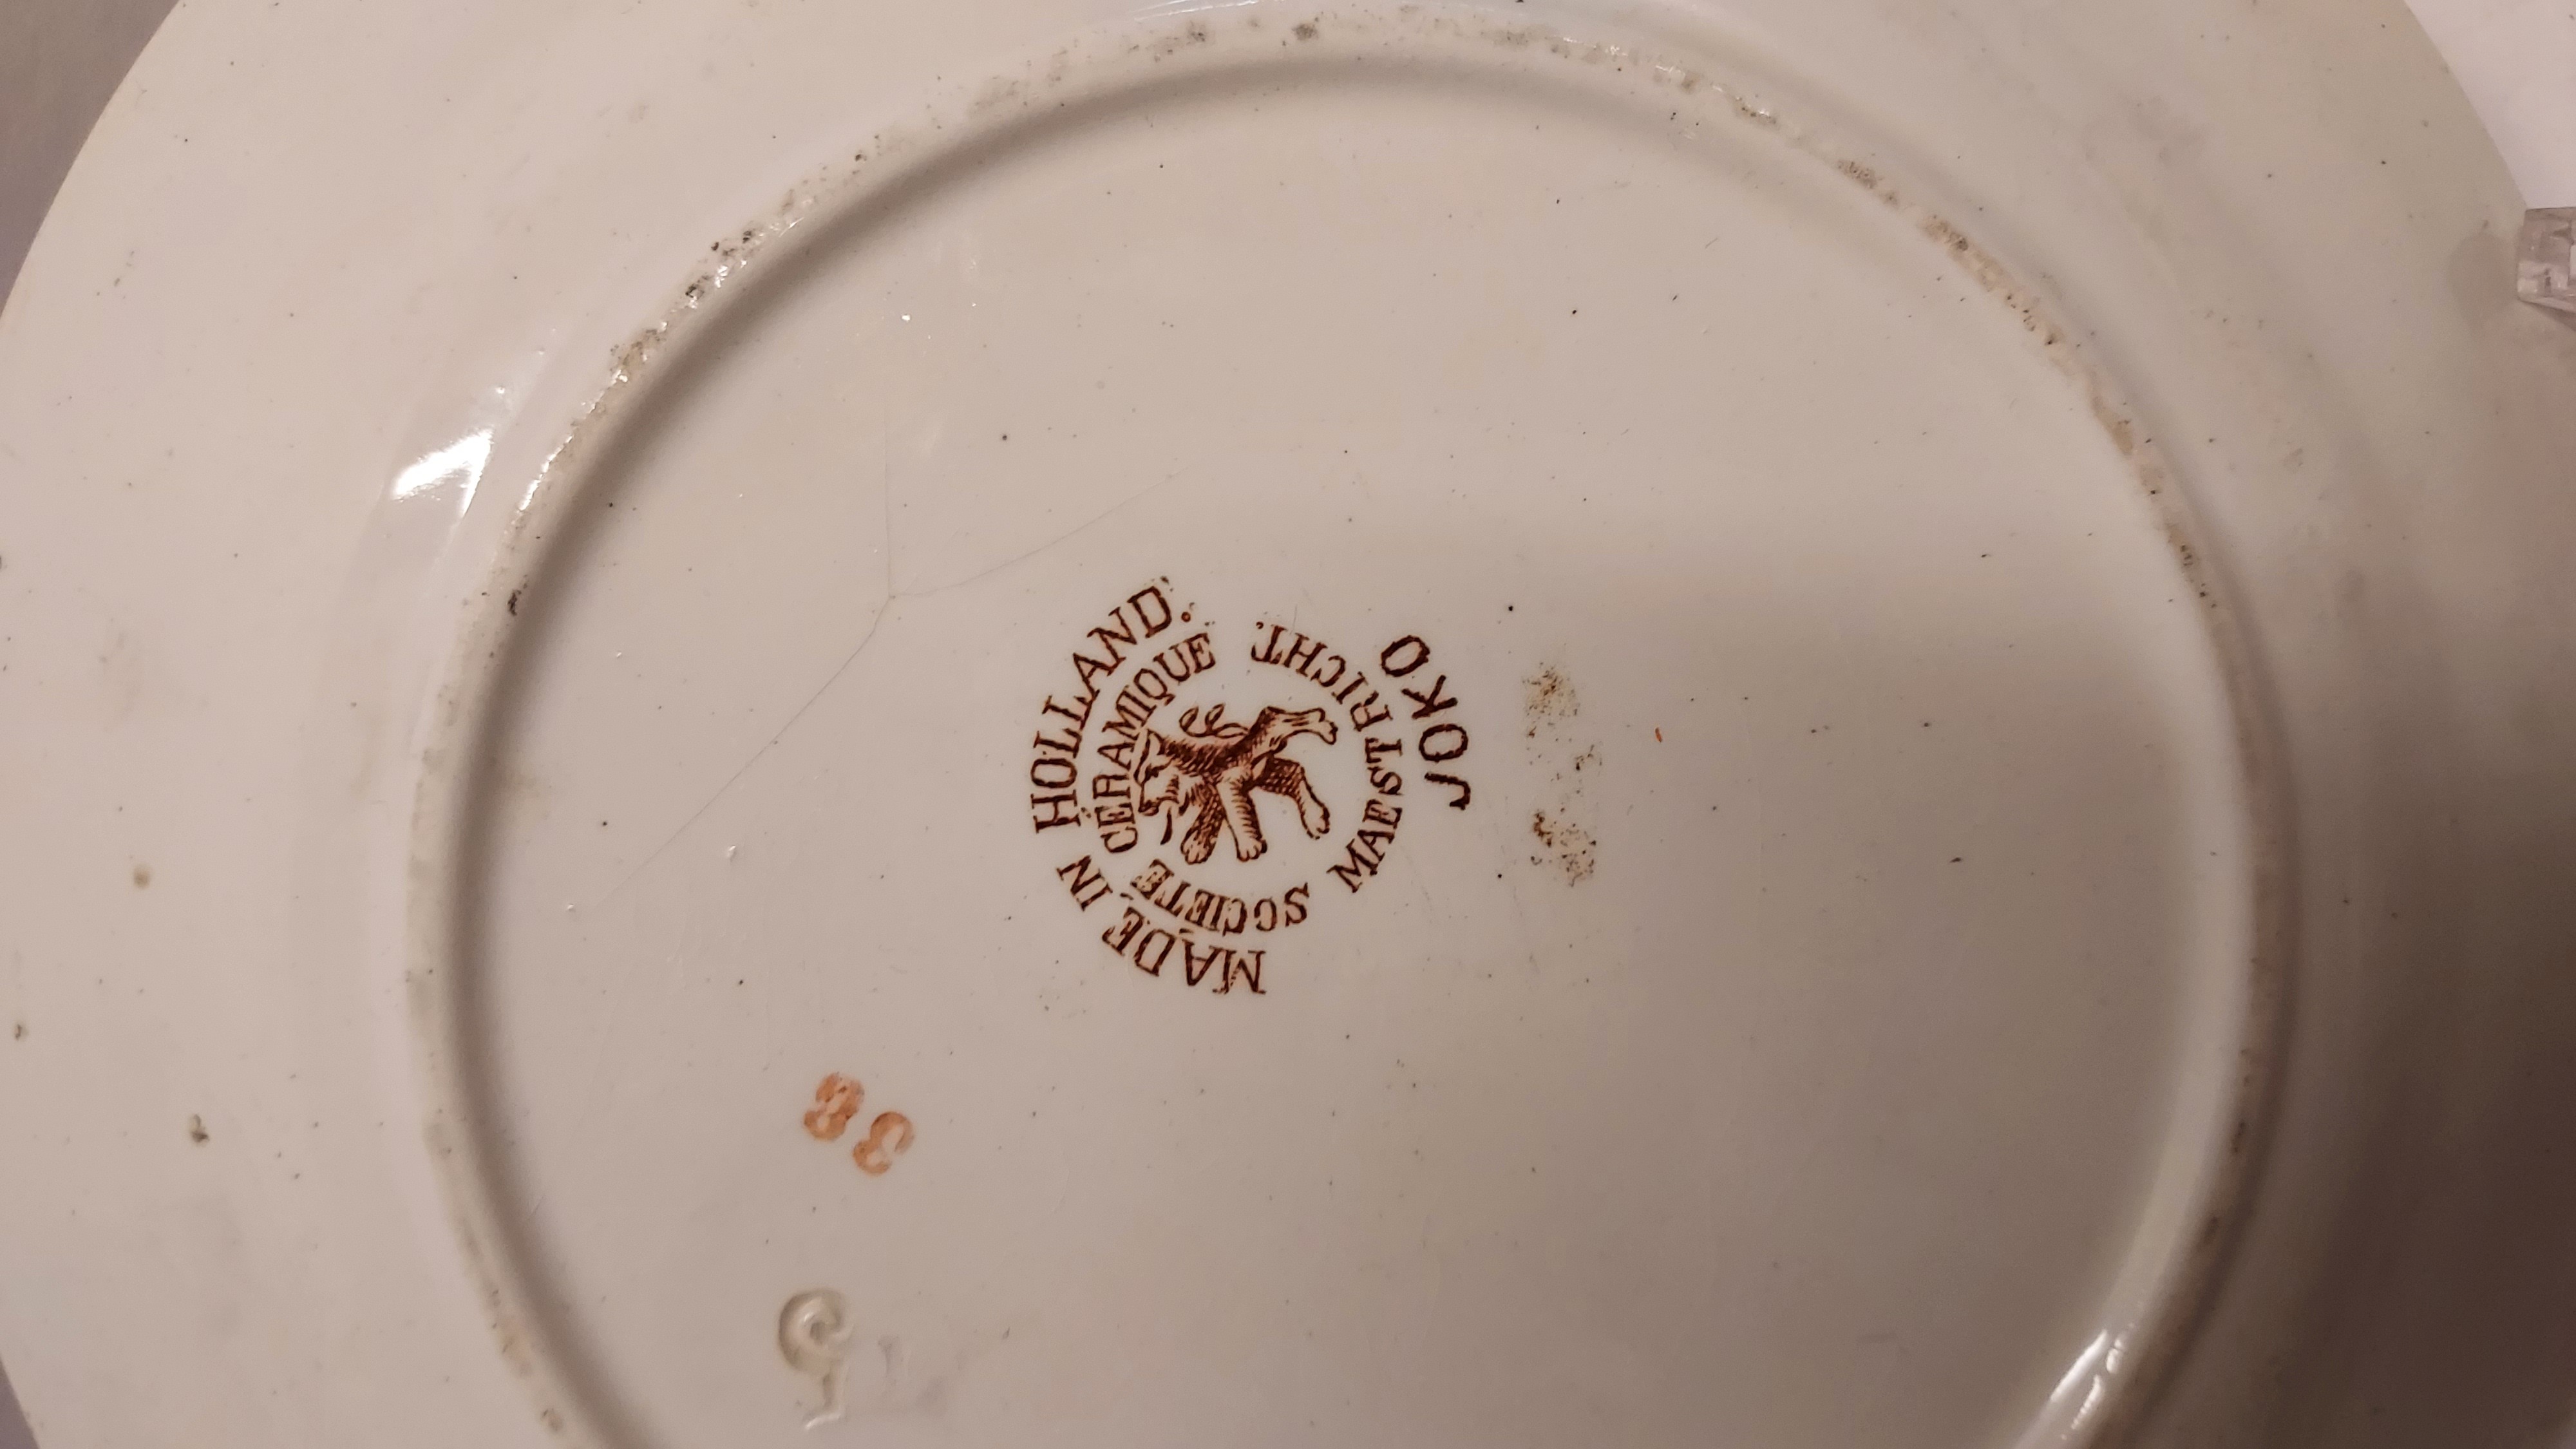 MADE IN HOLLAND.
SOCIETE CÉRAMIQUE
MAESTRICHT.
JOKO
38